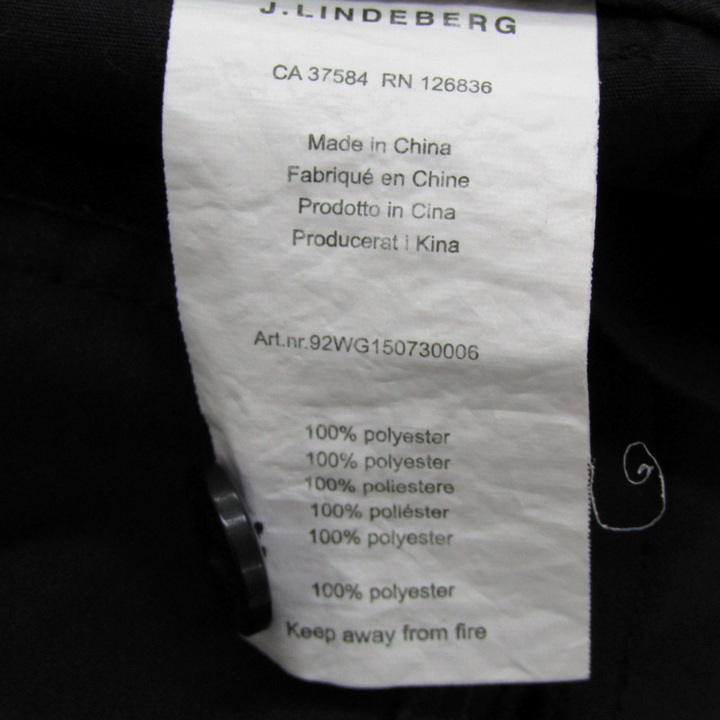 J.LINDEBERG
CA 37584 RN 126836
Made in China
Fabriqué en Chine
Prodotto in Cina
Producerat i Kina
Art.nr.92WG150730006
100% polyester
100% polyester
100% poliestere
100% poliéster
100% polyester
100% polyester
Keep away from fire